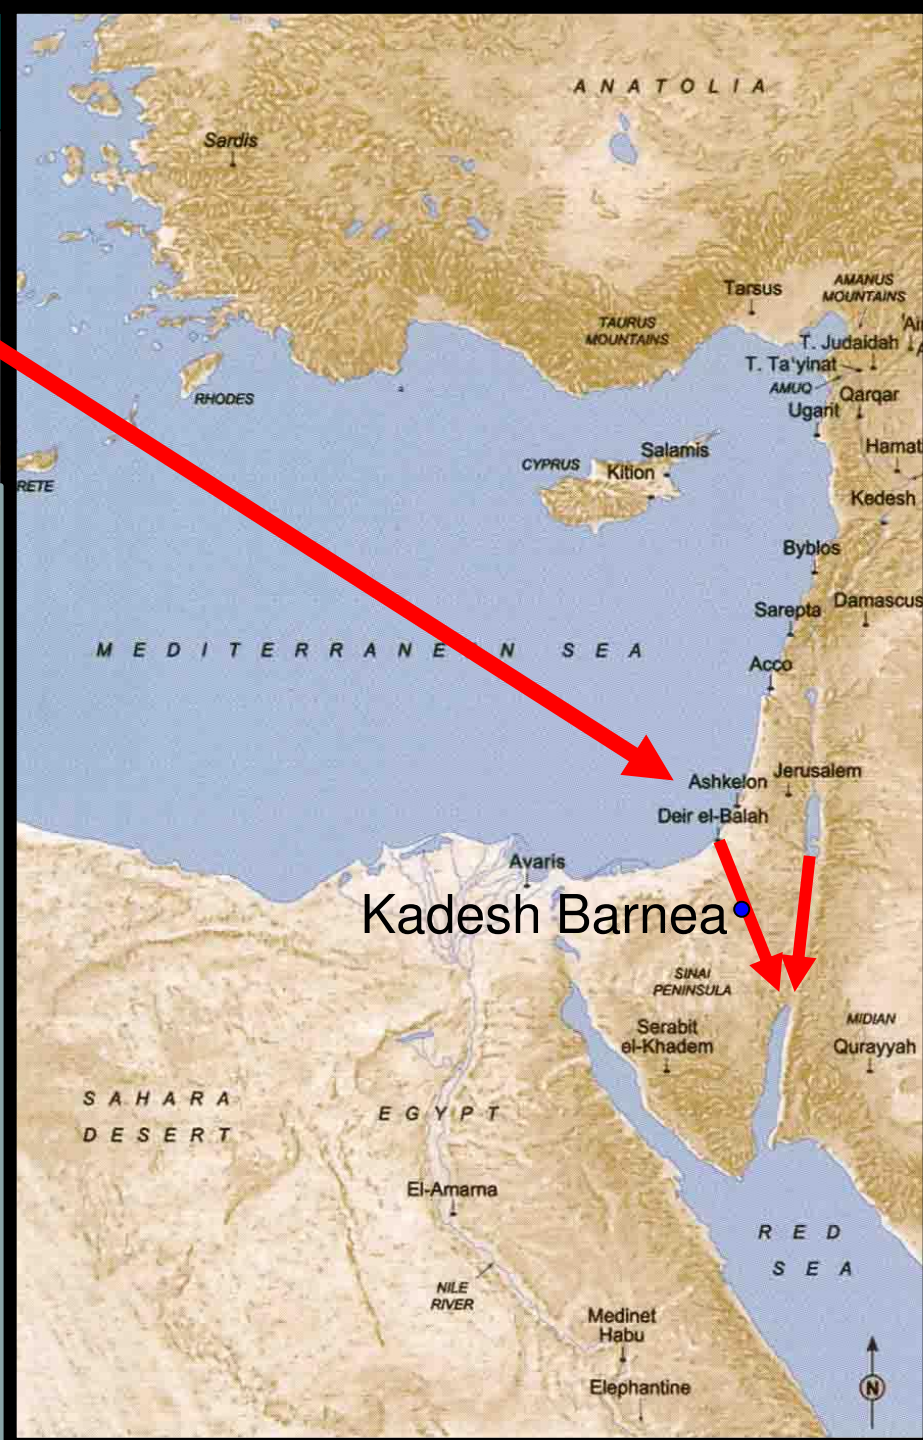 ANATOLIA
Sardis
Tarsus
AMANUS
MOUNTAINS
TAURUS
MOUNTAINS
T. Judaidah
T. Ta'yinat
AMUQ
Qarqar
RHODES
Ugarit
Salamis
Hamat
CYPRUS
Kition
RETE
Kedesh
Byblos
Damascus
Sarepta
MEDITERRANEAN SEA
Acco
Jerusalem
Ashkelon
Deir el-Balah
Avaris
Kadesh Barnea
SINAI
PENINSULA
MIDIAN
Serabit
el-Khadem
Qurayyah
SAHARA
DESERT
EGYPT
El-Amarna
RED
SEA
NILE
RIVER
Medinet
Habu
Elephantine
N